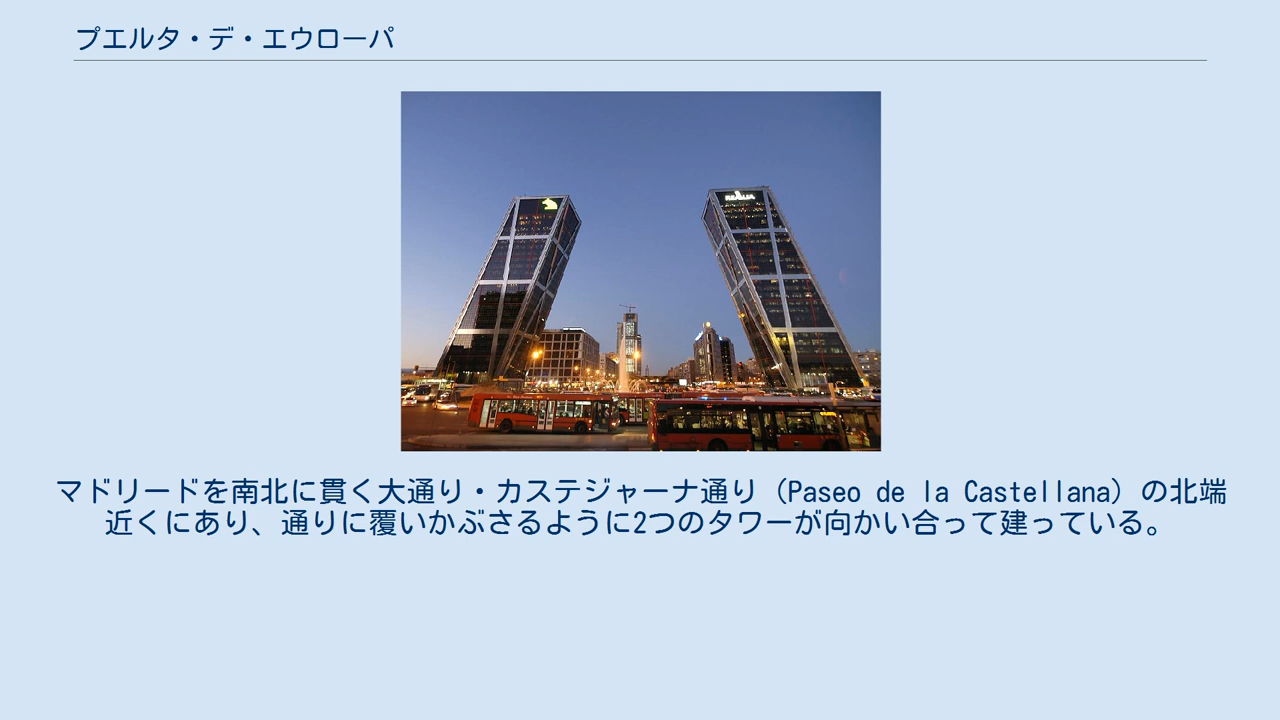 プエルタ・デ・エウローパ
マドリードを南北に貫く大通り・カステジャーナ通り（Paseo de la Castellana）の北端
近くにあり、通りに覆いかぶさるように2つのタワーが向かい合って建っている。